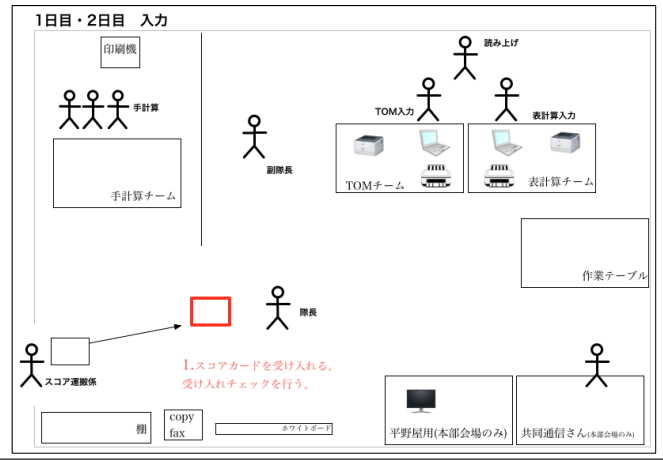 1日目・2日目　入力
印刷機
読み上げ
手計算
TOM入力
表計算入力
副隊長
手計算チーム
TOMチーム
表計算チーム
作業テーブル
隊長
1.スコアカードを受け入れる。
受け入れチェックを行う。
スコア運搬係
棚
copy
fax
ホワイトボード
平野屋用(本部会場のみ)
共同通信さん(本部会場のみ)